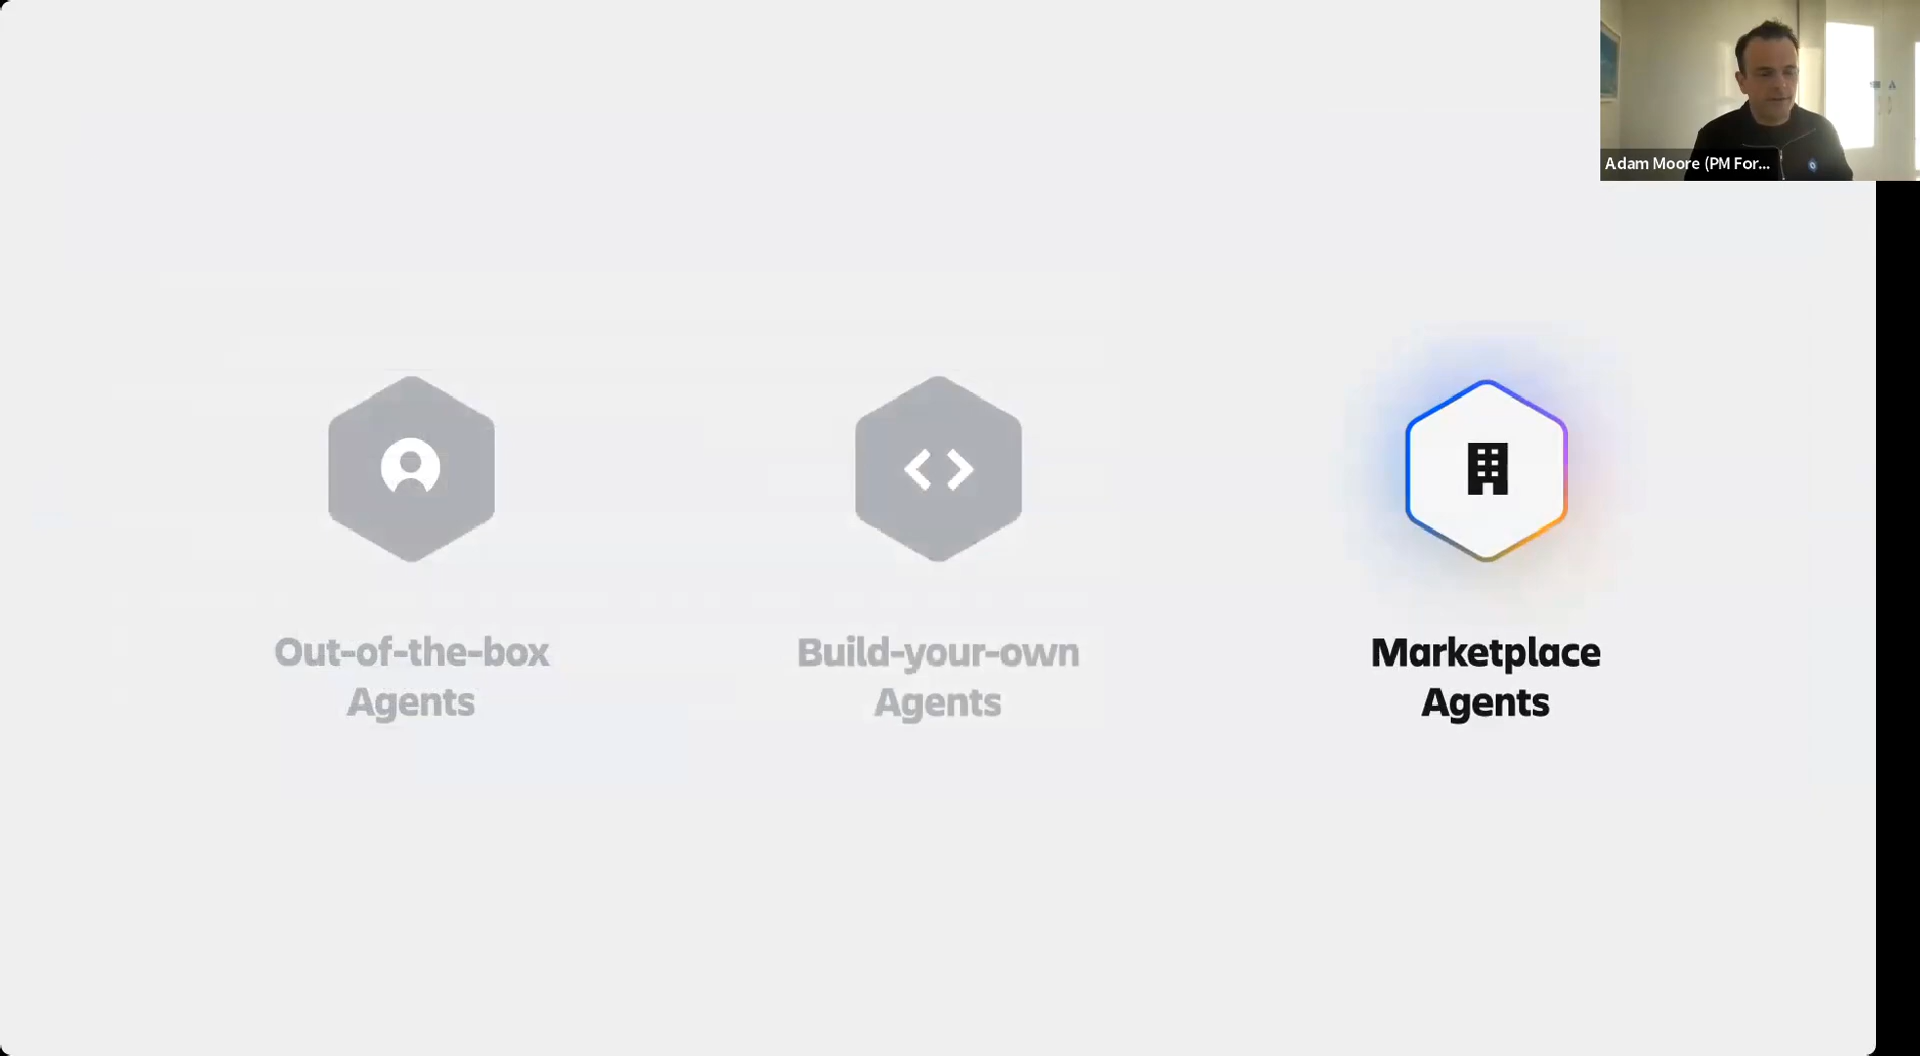 Adam Moore (PM For...
Out-of-the-box
Agents
Build-your-own
Agents
Marketplace
Agents